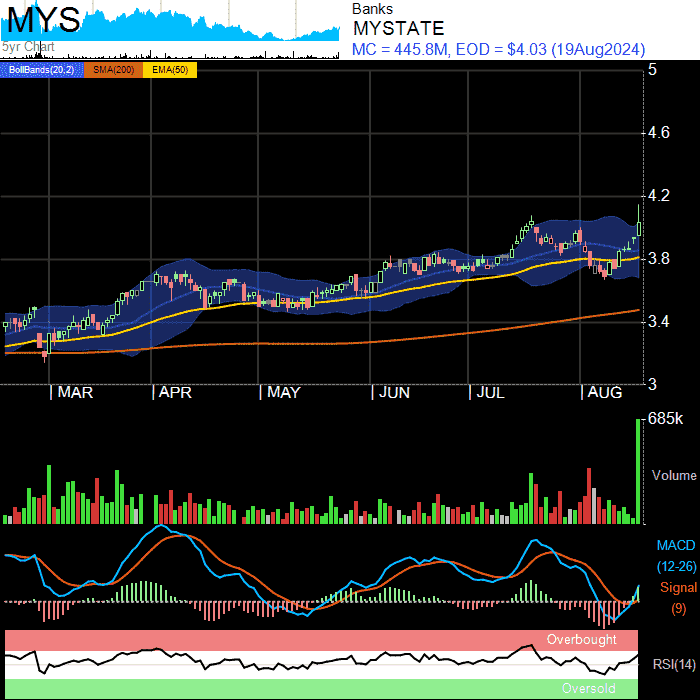 MYS
5yr Chart
Banks
MYSTATE
MC = 445.8M, EOD = $4.03 (19Aug2024)
BollBands(20,2) SMA(200) EMA(50)
5
4.6
4.2
3.8
3.4
3
MAR APR MAY JUN JUL AUG
685k
Volume
MACD
(12-26)
Signal
(9)
Overbought
RSI(14)
Oversold